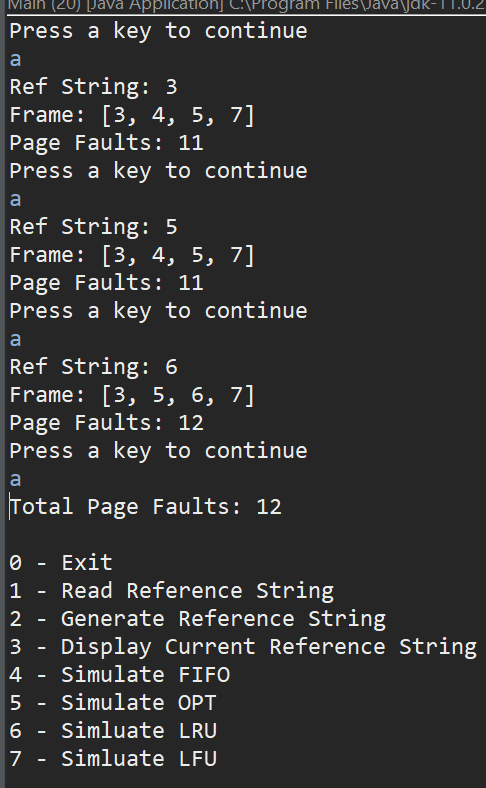 Main (20) [Java Application] C:\Program Files\Java\jdk-11.0.2
Press a key to continue
a
Ref String: 3
Frame: [3, 4, 5, 7]
Page Faults: 11
Press a key to continue
a
Ref String: 5
Frame: [3, 4, 5, 7]
Page Faults: 11
Press a key to continue
a
Ref String: 6
Frame: [3, 5, 6, 7]
Page Faults: 12
Press a key to continue
a
Total Page Faults: 12
0 - Exit
1 - Read Reference String
2 - Generate Reference String
3 - Display Current Reference String
4 - Simulate FIFO
5 - Simulate OPT
6 - Simluate LRU
7 - Simluate LFU